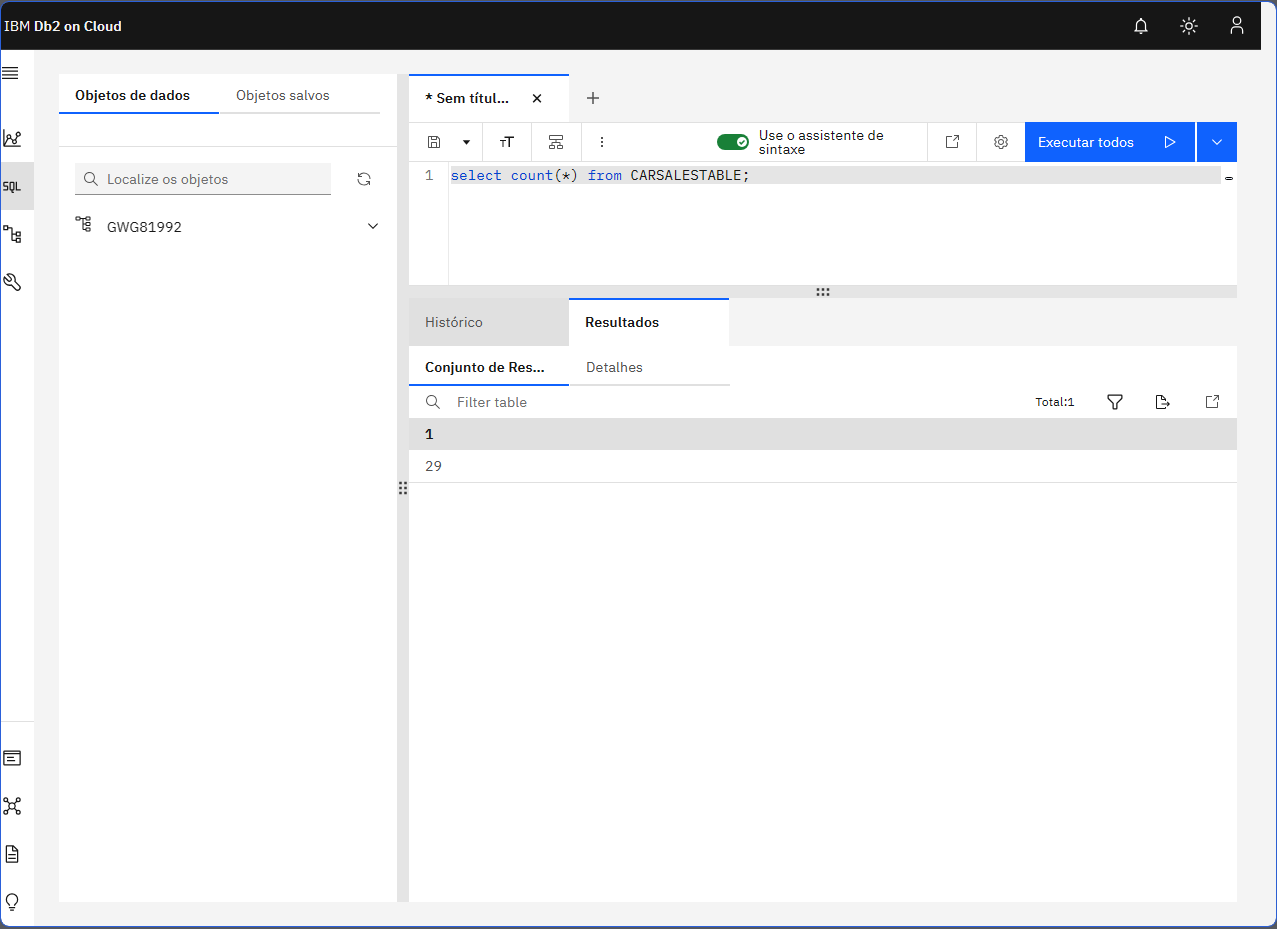 IBM Db2 on Cloud
Objetos de dados
Objetos salvos
* Sem títul...
Use o assistente de
sintaxe
Executar todos
SQL
Localize os objetos
GWG81992
1
select count(*) from CARSALESTABLE;
Histórico
Resultados
Conjunto de Res...
Detalhes
Filter table
Total:1
1
29